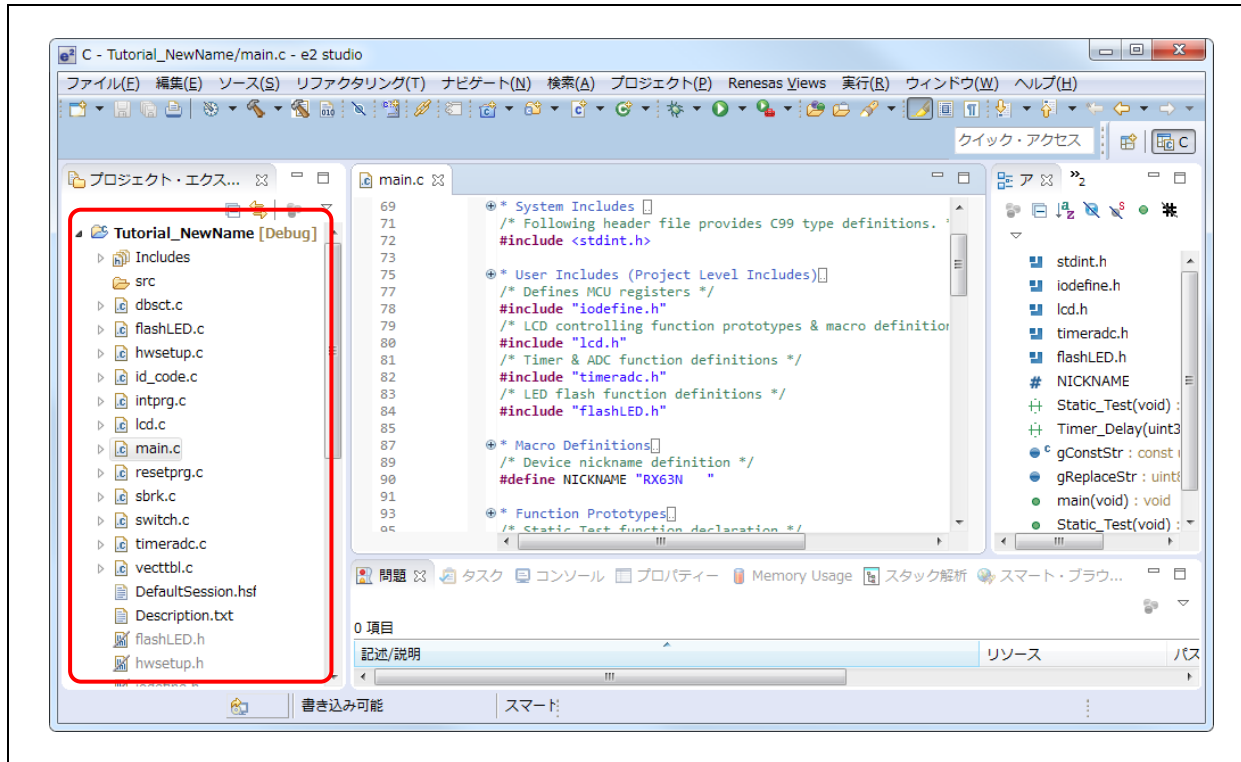 C - Tutorial_NewName/main.c - e2 studio
ファイル(F) 編集(E) ソース(S) リファクタリング(T) ナビゲート(N) 検索(A) プロジェクト(P) Renesas Views 実行(R) ウィンドウ(W) ヘルプ(H)
クイック・アクセス C
プロジェクト・エクス...
Tutorial_NewName [Debug]
Includes
src
dbsct.c
flashLED.c
hwsetup.c
id_code.c
intprg.c
lcd.c
main.c
resetprg.c
sbrk.c
switch.c
timeradc.c
vecttbl.c
DefaultSession.hsf
Description.txt
flashLED.h
hwsetup.h
main.c
69 * System Includes
71 /* Following header file provides C99 type definitions. *
72 #include <stdint.h>
73
75 * User Includes (Project Level Includes)
77 /* Defines MCU registers */
78 #include "iodefine.h"
79 /* LCD controlling function prototypes & macro definition
80 #include "lcd.h"
81 /* Timer & ADC function definitions */
82 #include "timeradc.h"
83 /* LED flash function definitions */
84 #include "flashLED.h"
85
87 * Macro Definitions
89 /* Device nickname definition */
90 #define NICKNAME "RX63N   "
91
93 * Function Prototypes
95 /* Static Test function declaration */
ア »2
stdint.h
iodefine.h
lcd.h
timeradc.h
flashLED.h
# NICKNAME
Static_Test(void) :
Timer_Delay(uint3
gConstStr : const
gReplaceStr : uint8
main(void) : void
Static_Test(void) :
問題 タスク コンソール プロパティー Memory Usage スタック解析 スマート・ブラウ...
0 項目
記述/説明 リソース パス
書き込み可能 スマート